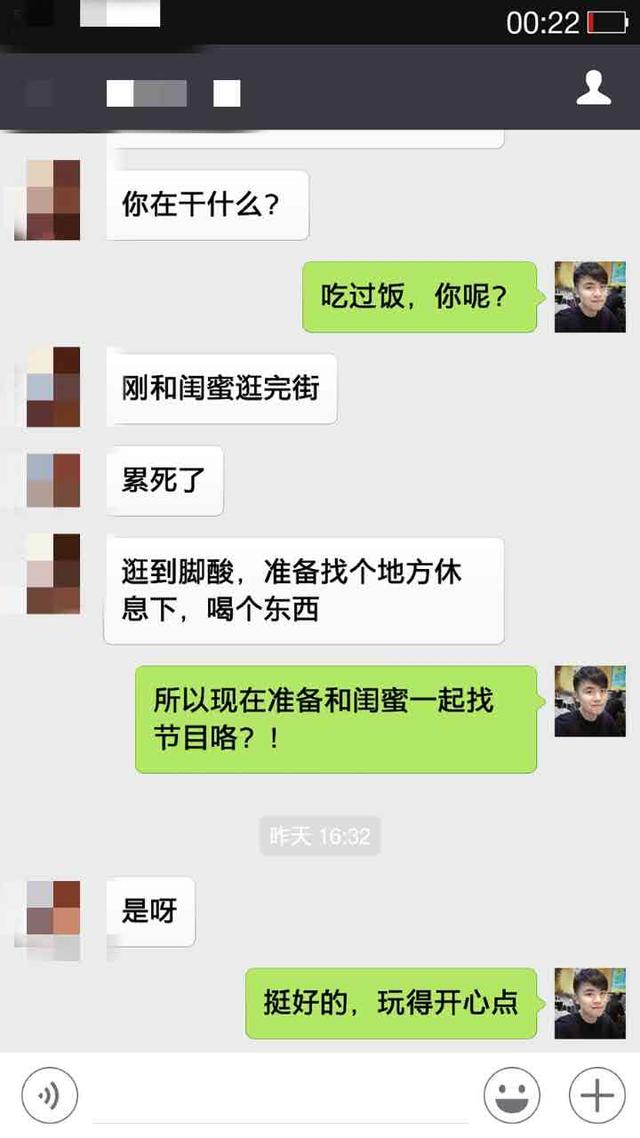 00:22
你在干什么?
吃过饭，你呢?
刚和闺蜜逛完街
累死了
逛到脚酸，准备找个地方休
息下，喝个东西
所以现在准备和闺蜜一起找
节目咯?！
昨天 16:32
是呀
挺好的，玩得开心点